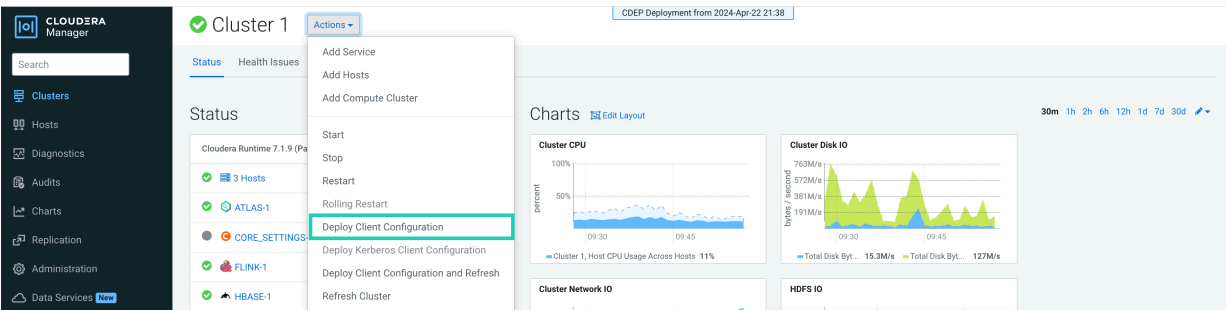 CLOUDERA
Manager
Search
Clusters
Hosts
Diagnostics
Audits
Charts
Replication
Administration
Data Services New
CDEP Deployment from 2024-Apr-22 21:38
Cluster 1
Actions
Status Health Issues
Add Service
Add Hosts
Add Compute Cluster
Start
Stop
Restart
Rolling Restart
Deploy Client Configuration
Deploy Kerberos Client Configuration
Deploy Client Configuration and Refresh
Refresh Cluster
Status
Cloudera Runtime 7.1.9 (Pa
3 Hosts
ATLAS-1
CORE_SETTINGS-
FLINK-1
HBASE-1
Charts Edit Layout
30m 1h 2h 6h 12h 1d 7d 30d
Cluster CPU
percent
100%
50%
09:30 09:45
Cluster 1, Host CPU Usage Across Hosts 11%
Cluster Disk IO
bytes / second
763M/s
572M/s
381M/s
191M/s
09:30 09:45
Total Disk Byt... 15.3M/s Total Disk Byt... 127M/s
Cluster Network IO
HDFS IO